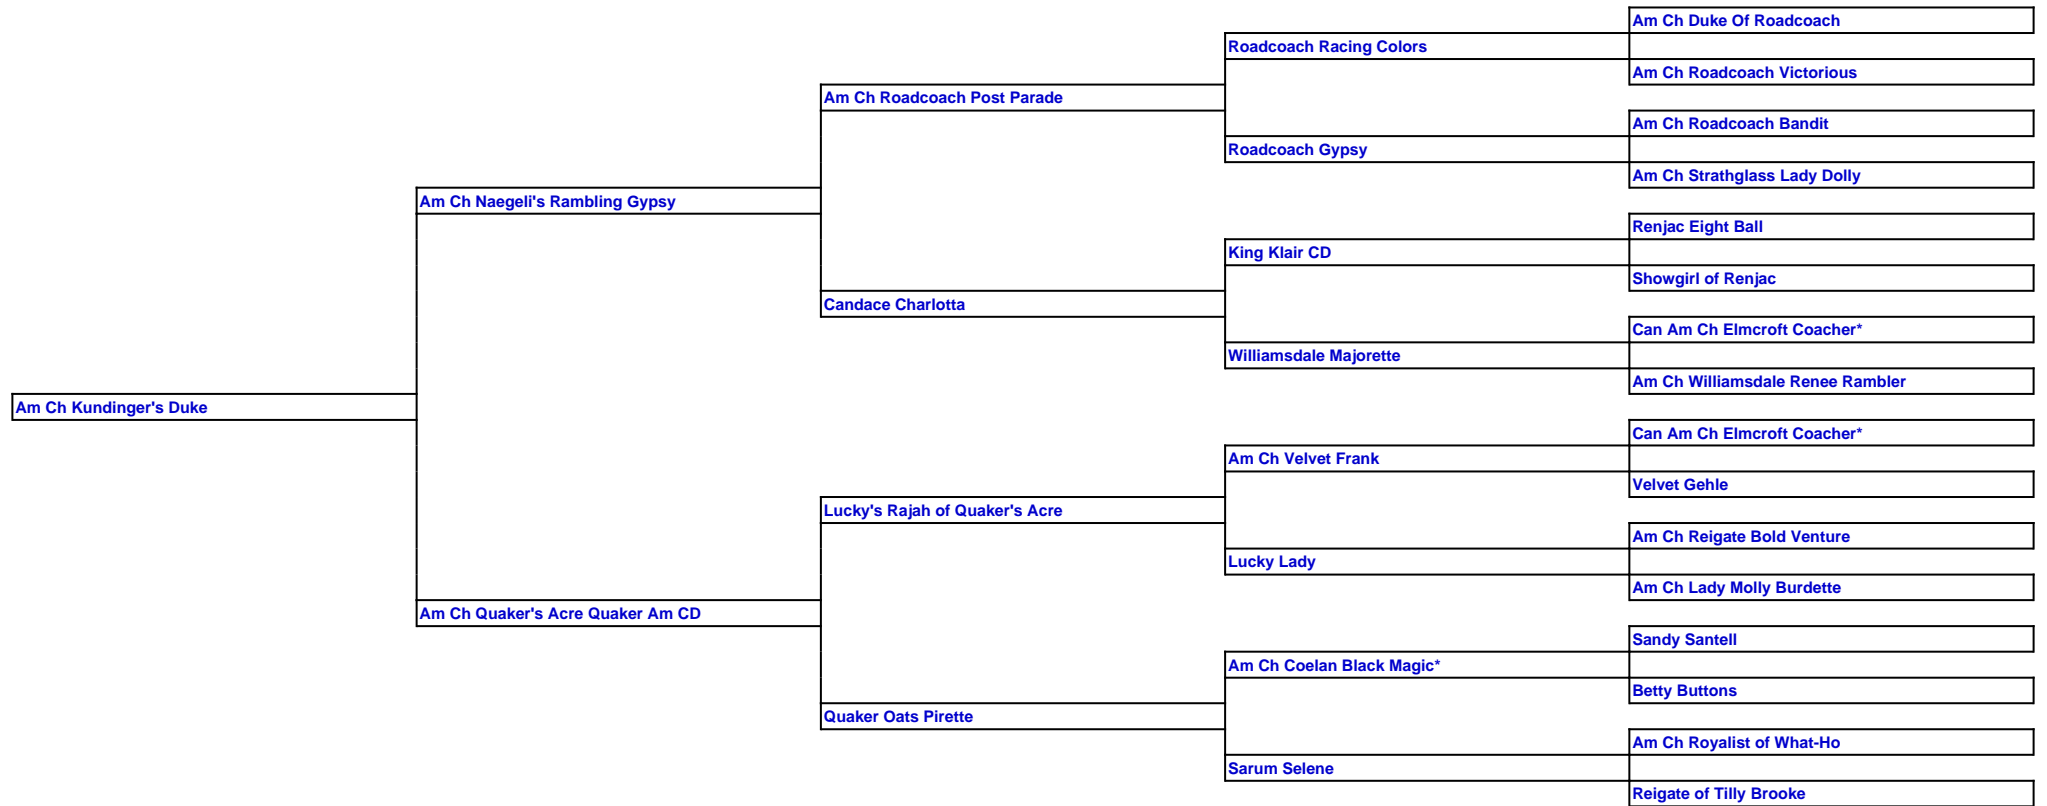 Am Ch Duke Of Roadcoach
Roadcoach Racing Colors
Am Ch Roadcoach Victorious
Am Ch Roadcoach Post Parade
Am Ch Roadcoach Bandit
Roadcoach Gypsy
Am Ch Strathglass Lady Dolly
Am Ch Naegeli's Rambling Gypsy
Renjac Eight Ball
King Klair CD
Showgirl of Renjac
Candace Charlotta
Can Am Ch Elmcroft Coacher*
Williamsdale Majorette
Am Ch Williamsdale Renee Rambler
Am Ch Kundinger's Duke
Can Am Ch Elmcroft Coacher*
Am Ch Velvet Frank
Velvet Gehle
Lucky's Rajah of Quaker's Acre
Am Ch Reigate Bold Venture
Lucky Lady
Am Ch Lady Molly Burdette
Am Ch Quaker's Acre Quaker Am CD
Sandy Santell
Am Ch Coelan Black Magic*
Betty Buttons
Quaker Oats Pirette
Am Ch Royalist of What-Ho
Sarum Selene
Reigate of Tilly Brooke